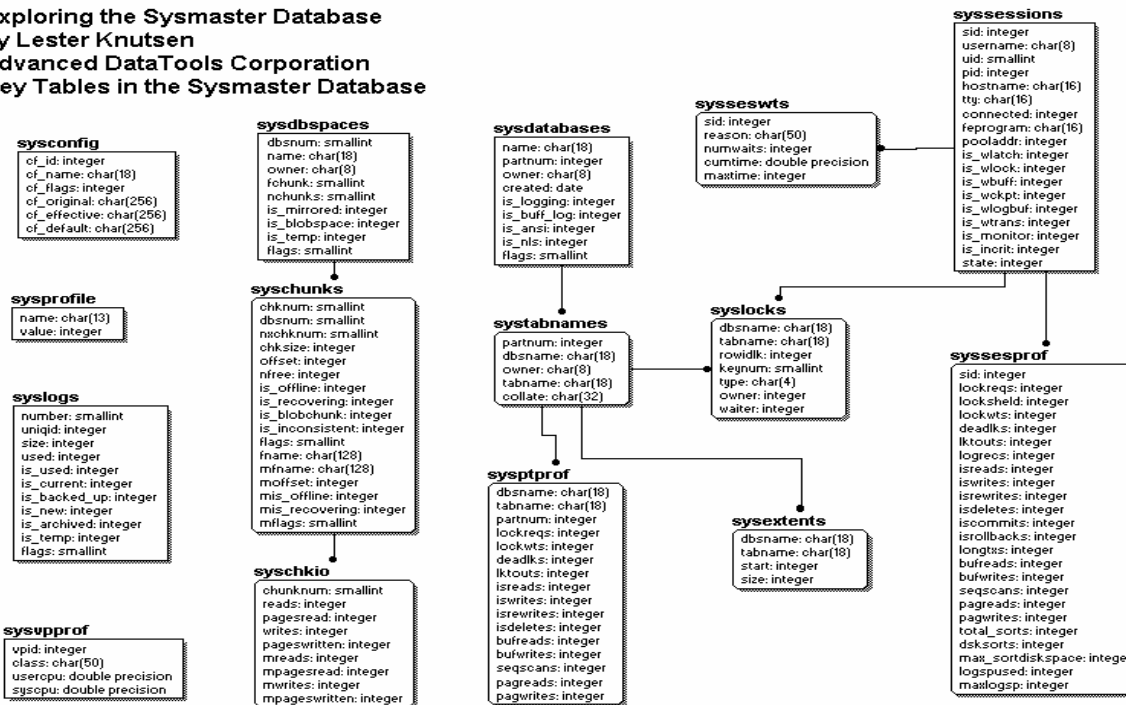 xploring the Sysmaster Database
y Lester Knutsen
dvanced DataTools Corporation
ey Tables in the Sysmaster Database
sysconfig
cf_id: integer
cf_name: char(18)
cf_flags: integer
cf_original: char(256)
cf_effective: char(256)
cf_default: char(256)
sysprofile
name: char(13)
value: integer
syslogs
number: smallint
uniqid: integer
size: integer
used: integer
is_used: integer
is_current: integer
is_backed_up: integer
is_new: integer
is_archived: integer
is_temp: integer
flags: smallint
sysvpprof
vpid: integer
class: char(50)
usercpu: double precision
syscpu: double precision
sysdbspaces
dbsnum: smallint
name: char(18)
owner: char(8)
fchunk: smallint
nchunks: smallint
is_mirrored: integer
is_blobspace: integer
is_temp: integer
flags: smallint
syschunks
chknum: smallint
dbsnum: smallint
nxchknum: smallint
chksize: integer
offset: integer
nfree: integer
is_offline: integer
is_recovering: integer
is_blobchunk: integer
is_inconsistent: integer
flags: smallint
fname: char(128)
mfname: char(128)
moffset: integer
mis_offline: integer
mis_recovering: integer
mflags: smallint
syschkio
chunknum: smallint
reads: integer
pagesread: integer
writes: integer
pageswritten: integer
mreads: integer
mpagesread: integer
mwrites: integer
mpageswritten: integer
sysdatabases
name: char(18)
partnum: integer
owner: char(8)
created: date
is_logging: integer
is_buff_log: integer
is_ansi: integer
is_nls: integer
flags: smallint
systabnames
partnum: integer
dbsname: char(18)
owner: char(8)
tabname: char(18)
collate: char(32)
sysptprof
dbsname: char(18)
tabname: char(18)
partnum: integer
lockreqs: integer
lockwts: integer
deadlks: integer
lktouts: integer
isreads: integer
iswrites: integer
isrewrites: integer
isdeletes: integer
bufreads: integer
bufwrites: integer
seqscans: integer
pagreads: integer
pagwrites: integer
sysseswts
sid: integer
reason: char(50)
numwaits: integer
cumtime: double precision
maxtime: integer
syslocks
dbsname: char(18)
tabname: char(18)
rowidlk: integer
keynum: smallint
type: char(4)
owner: integer
waiter: integer
sysextents
dbsname: char(18)
tabname: char(18)
start: integer
size: integer
syssessions
sid: integer
username: char(8)
uid: smallint
pid: integer
hostname: char(16)
tty: char(16)
connected: integer
feprogram: char(16)
pooladdr: integer
is_wlatch: integer
is_wlock: integer
is_wbuff: integer
is_wckpt: integer
is_wlogbuf: integer
is_wtrans: integer
is_monitor: integer
is_incrit: integer
state: integer
syssesprof
sid: integer
lockreqs: integer
locksheld: integer
lockwts: integer
deadlks: integer
lktouts: integer
logrecs: integer
isreads: integer
iswrites: integer
isrewrites: integer
isdeletes: integer
iscommits: integer
isrollbacks: integer
longtxs: integer
bufreads: integer
bufwrites: integer
seqscans: integer
pagreads: integer
pagwrites: integer
total_sorts: integer
dsksorts: integer
max_sortdiskspace: intege
logspused: integer
maxlogsp: integer